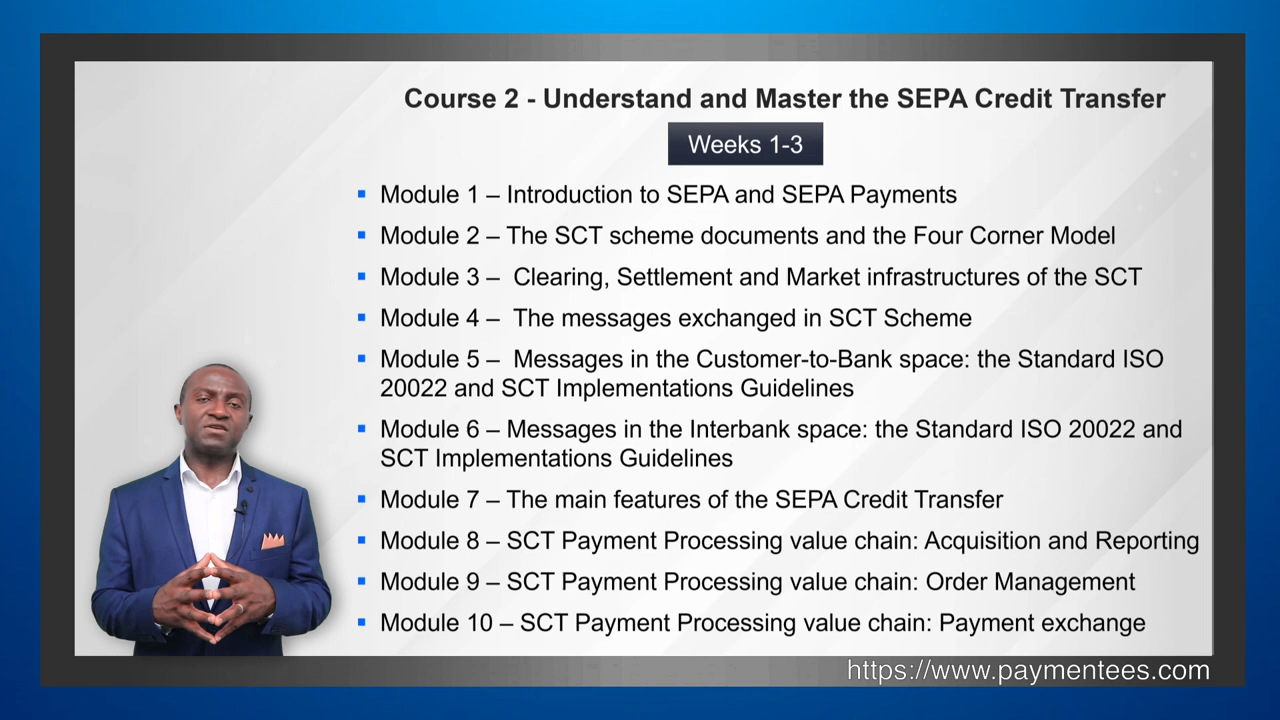 Course 2 - Understand and Master the SEPA Credit Transfer
Weeks 1-3
▪ Module 1 – Introduction to SEPA and SEPA Payments
▪ Module 2 – The SCT scheme documents and the Four Corner Model
▪ Module 3 – Clearing, Settlement and Market infrastructures of the SCT
▪ Module 4 – The messages exchanged in SCT Scheme
▪ Module 5 – Messages in the Customer-to-Bank space: the Standard ISO
20022 and SCT Implementations Guidelines
▪ Module 6 – Messages in the Interbank space: the Standard ISO 20022 and
SCT Implementations Guidelines
▪ Module 7 – The main features of the SEPA Credit Transfer
▪ Module 8 – SCT Payment Processing value chain: Acquisition and Reporting
▪ Module 9 – SCT Payment Processing value chain: Order Management
▪ Module 10 – SCT Payment Processing value chain: Payment exchange
https://www.paymentees.com